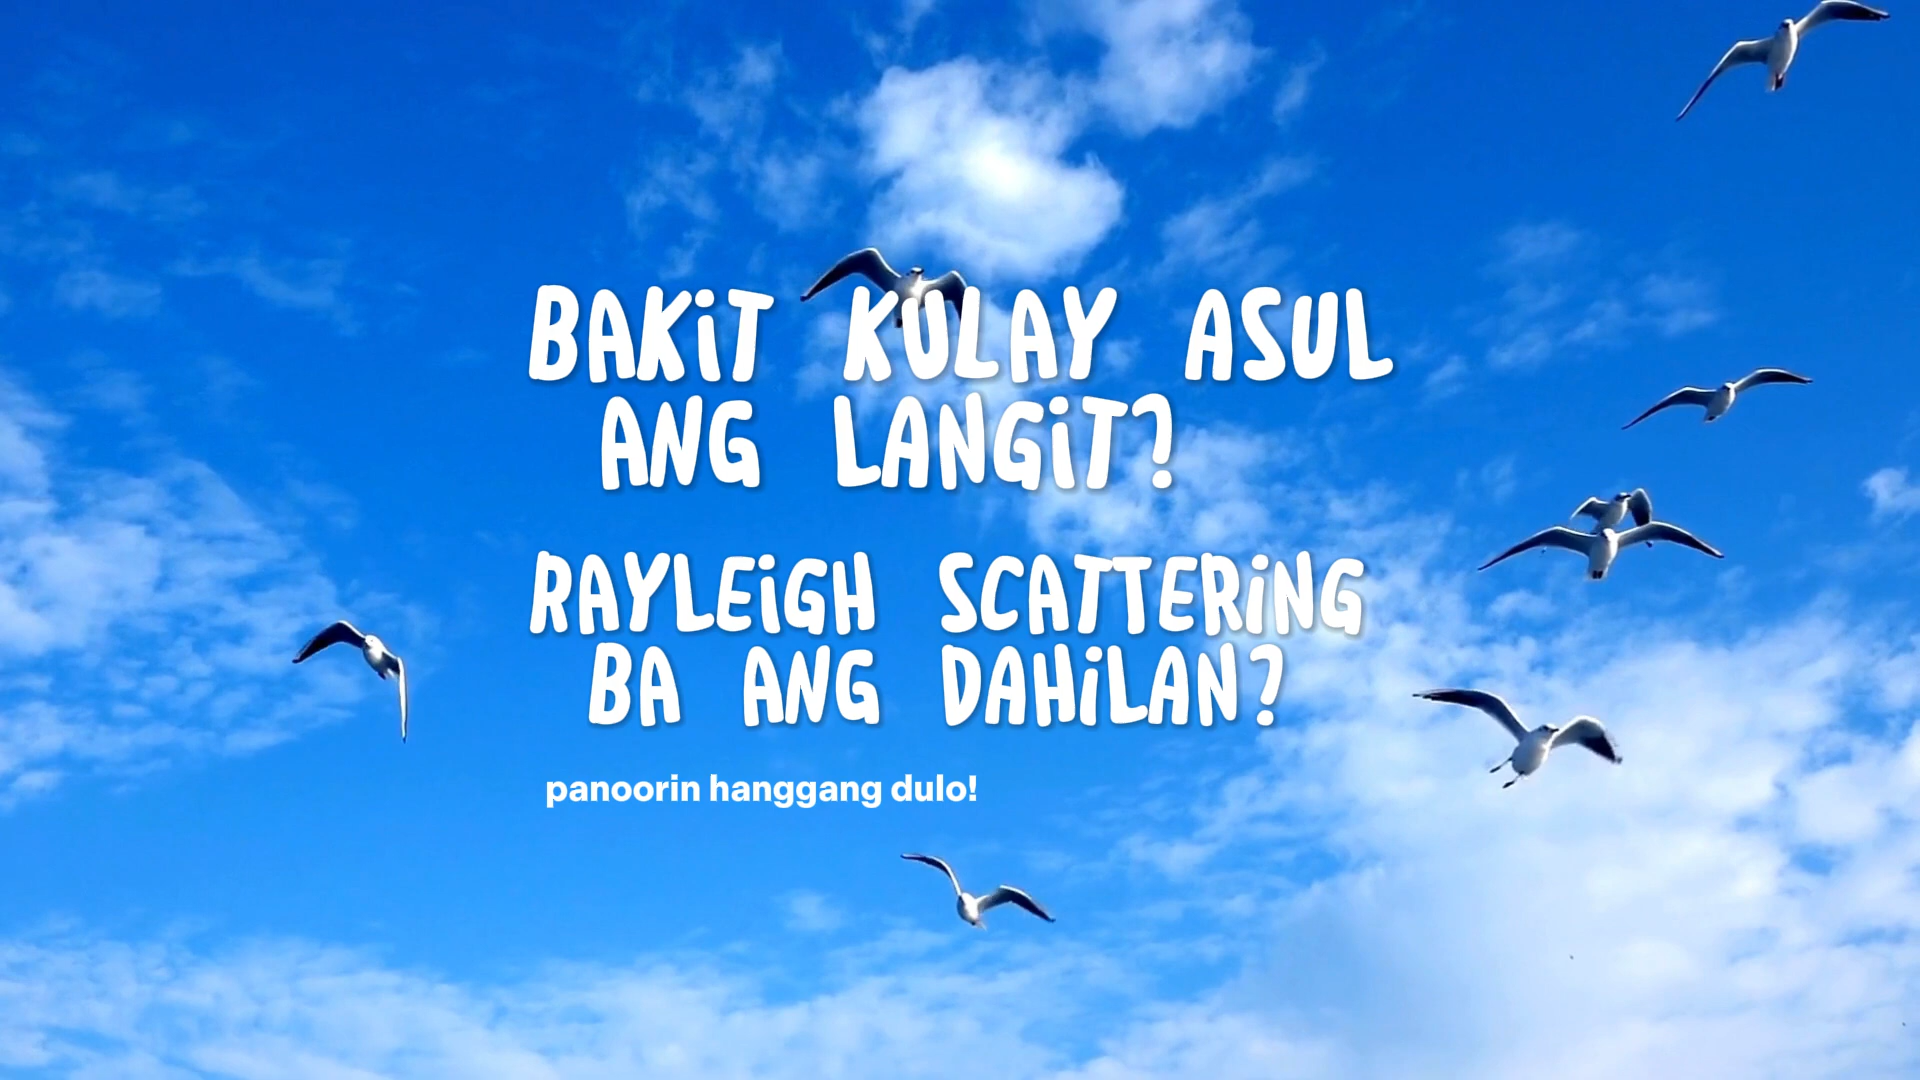 BAKiT KULAY ASUL
ANG LANGiT?
RAYLEiGH SCATTERiNG
BA ANG DAHiLAN?
panoorin hanggang dulo!